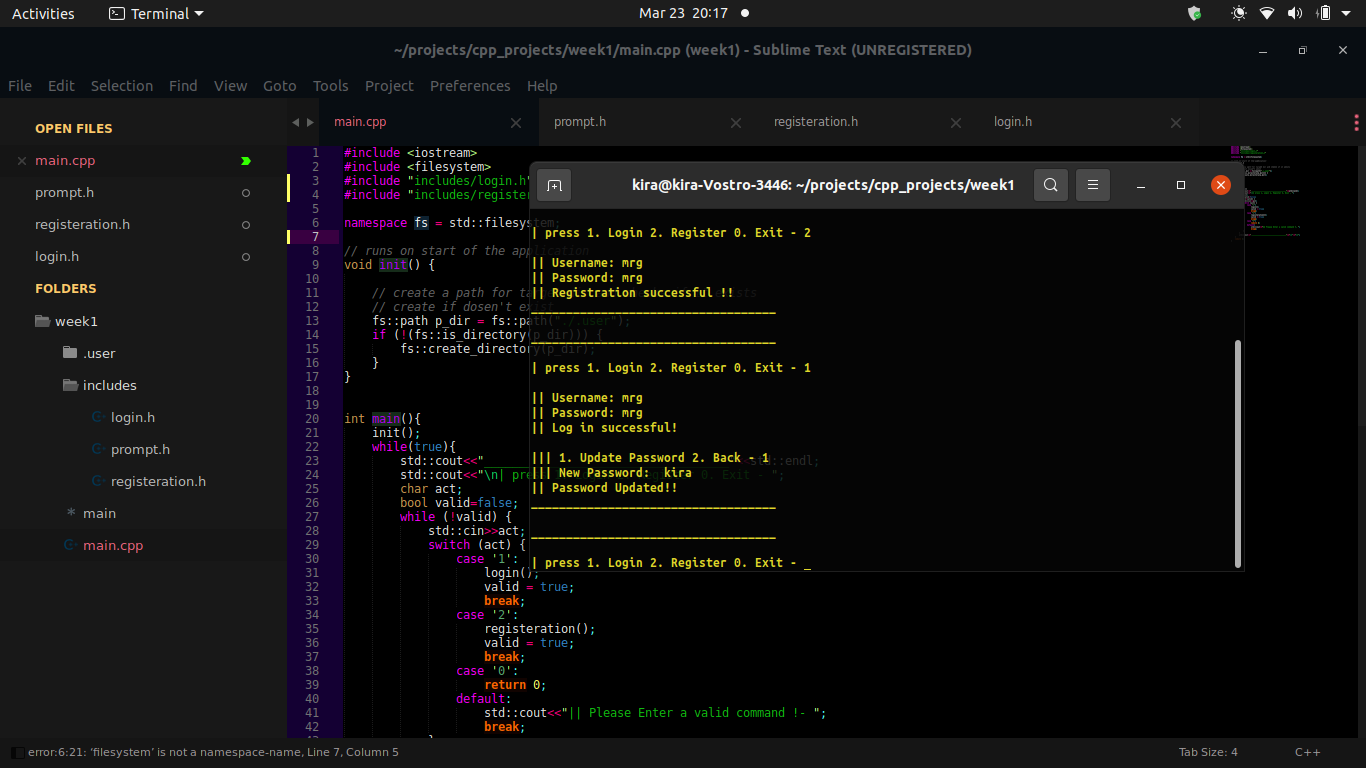 Activities
Terminal
Mar 23 20:17
~/projects/cpp_projects/week1/main.cpp (week1) - Sublime Text (UNREGISTERED)
File Edit Selection Find View Goto Tools Project Preferences Help
OPEN FILES
main.cpp
prompt.h
registeration.h
login.h
FOLDERS
week1
.user
includes
login.h
prompt.h
registeration.h
main
main.cpp
main.cpp
prompt.h
registeration.h
login.h
1 #include <iostream>
2 #include <filesystem>
3 #include "includes/login.h"
4 #include "includes/register
5
6 namespace fs = std::filesystem;
7
8 // runs on start of the application
9 void init() {
10
11 // create a path for
12 // create if dosen't exist
13 fs::path p_dir = fs::path("./.user");
14 if (!(fs::is_directory(p_dir))) {
15 fs::create_directory(p_dir);
16 }
17 }
18
19
20 int main(){
21 init();
22 while(true){
23 std::cout<<"___ <<std::endl;
24 std::cout<<"\n| pre 0. Exit - ";
25 char act;
26 bool valid=false;
27 while (!valid) {
28 std::cin>>act;
29 switch (act) {
30 case '1':
31 login();
32 valid = true;
33 break;
34 case '2':
35 registeration();
36 valid = true;
37 break;
38 case '0':
39 return 0;
40 default:
41 std::cout<<"|| Please Enter a valid command !- ";
42 break;
kira@kira-Vostro-3446: ~/projects/cpp_projects/week1
| press 1. Login 2. Register 0. Exit - 2
|| Username: mrg
|| Password: mrg
|| Registration successful !!
___________________________________
___________________________________
| press 1. Login 2. Register 0. Exit - 1
|| Username: mrg
|| Password: mrg
|| Log in successful!
||| 1. Update Password 2. Back - 1
||| New Password: kira
|| Password Updated!!
___________________________________
___________________________________
| press 1. Login 2. Register 0. Exit - _
error:6:21: ‘filesystem’ is not a namespace-name, Line 7, Column 5
Tab Size: 4
C++